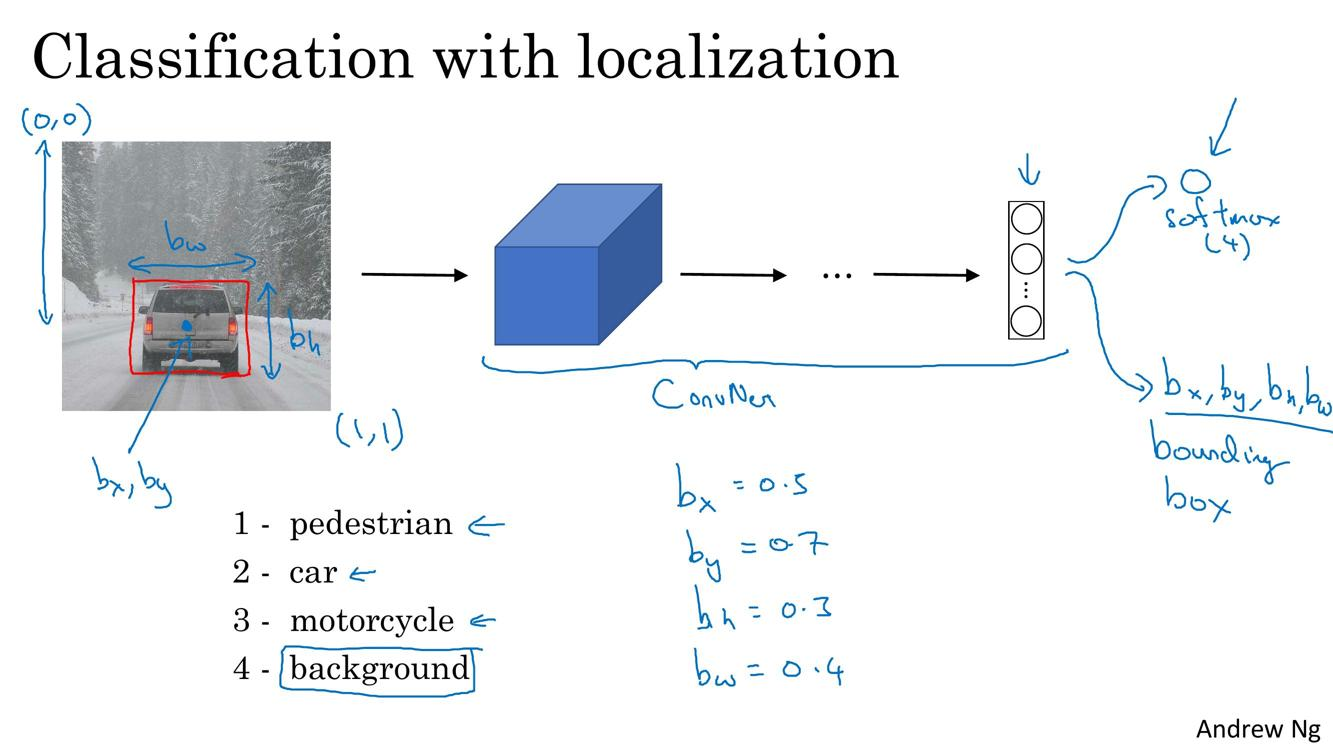 Classification with localization
(0,0)
bw
bh
(1,1)
bx, by
ConvNet
softmax
(4)
bx, by, bh, bw
bounding
box
1 - pedestrian
2 - car
3 - motorcycle
4 - background
bx = 0.5
by = 0.7
bh = 0.3
bw = 0.4
...
Andrew Ng